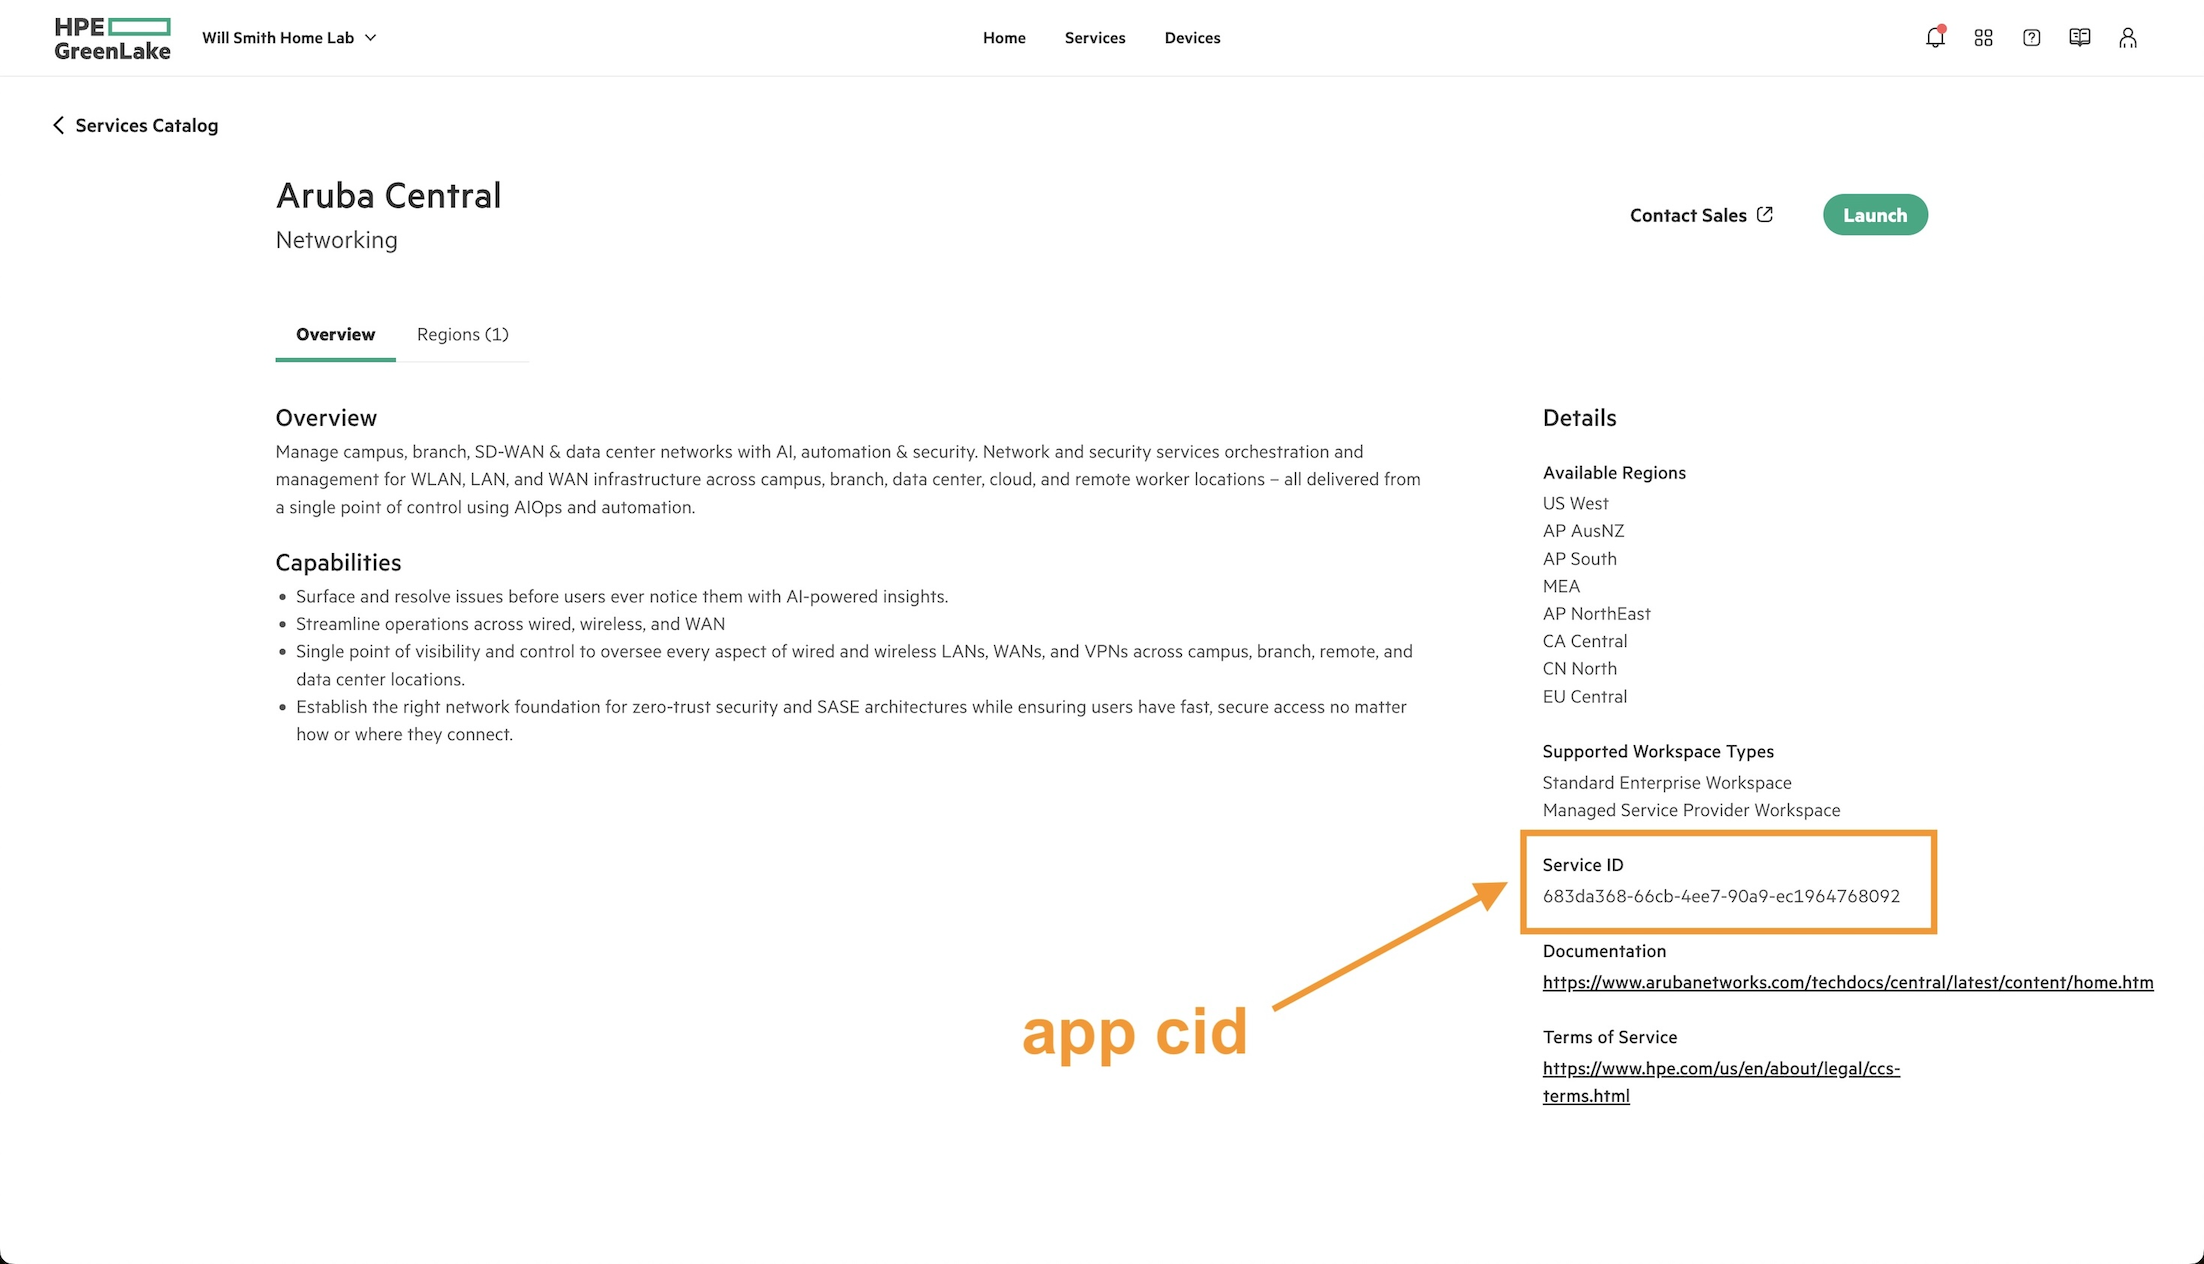 HPE
GreenLake
Will Smith Home Lab
Home
Services
Devices
Services Catalog
Aruba Central
Networking
Contact Sales
Launch
Overview
Regions (1)
Overview
Manage campus, branch, SD-WAN & data center networks with AI, automation & security. Network and security services orchestration and
management for WLAN, LAN, and WAN infrastructure across campus, branch, data center, cloud, and remote worker locations – all delivered from
a single point of control using AIOps and automation.
Capabilities
• Surface and resolve issues before users ever notice them with AI-powered insights.
• Streamline operations across wired, wireless, and WAN
• Single point of visibility and control to oversee every aspect of wired and wireless LANs, WANs, and VPNs across campus, branch, remote, and
data center locations.
• Establish the right network foundation for zero-trust security and SASE architectures while ensuring users have fast, secure access no matter
how or where they connect.
Details
Available Regions
US West
AP AusNZ
AP South
MEA
AP NorthEast
CA Central
CN North
EU Central
Supported Workspace Types
Standard Enterprise Workspace
Managed Service Provider Workspace
Service ID
683da368-66cb-4ee7-90a9-ec1964768092
Documentation
https://www.arubanetworks.com/techdocs/central/latest/content/home.htm
Terms of Service
https://www.hpe.com/us/en/about/legal/ccs-
terms.html
app cid